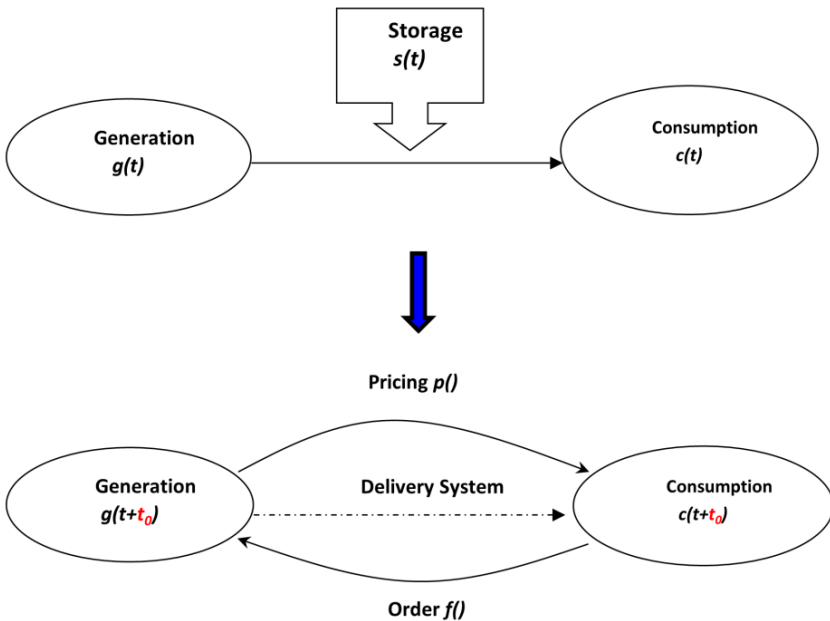 Storage
s(t)
Generation
g(t)
Consumption
c(t)
Pricing p()
Generation
g(t+t₀)
Delivery System
Consumption
c(t+t₀)
Order f()